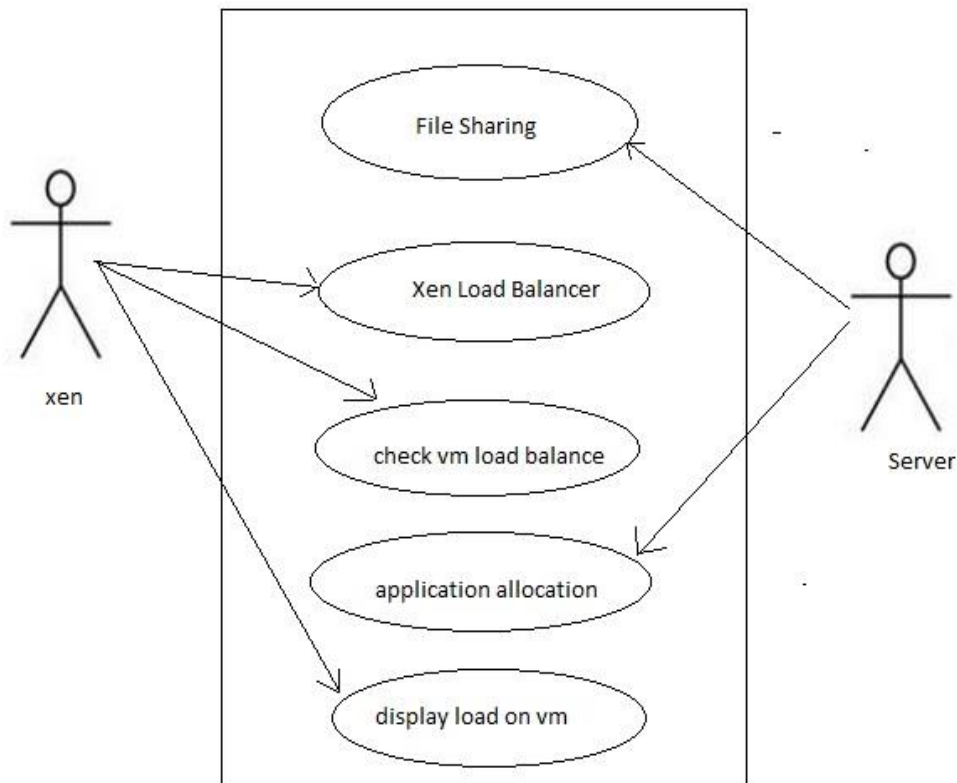 File Sharing
Xen Load Balancer
xen
check vm load balance
Server
application allocation
display load on vm